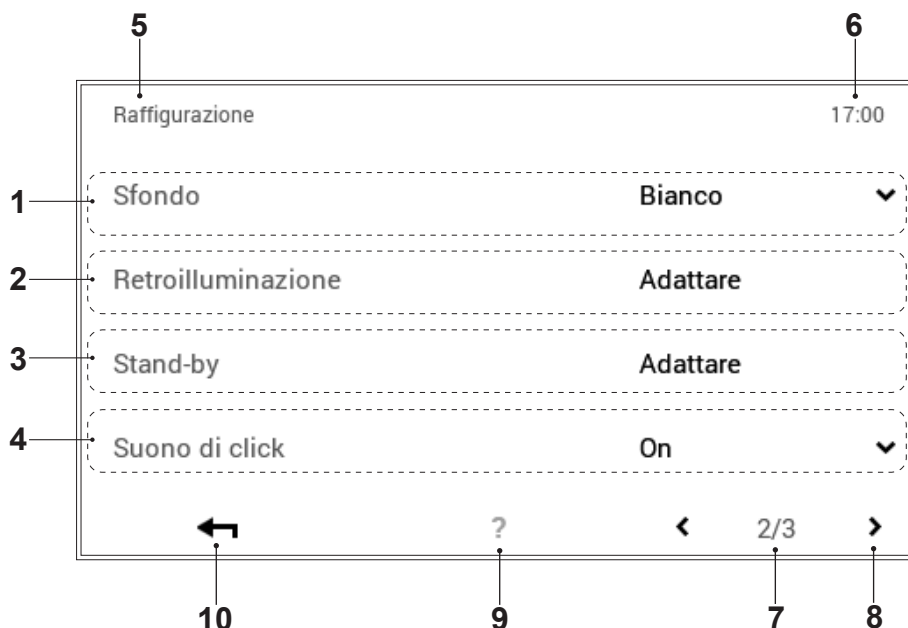 5 6
Raffigurazione 17:00
1 Sfondo Bianco
2 Retroilluminazione Adattare
3 Stand-by Adattare
4 Suono di click On
? 2/3
10 9 7 8